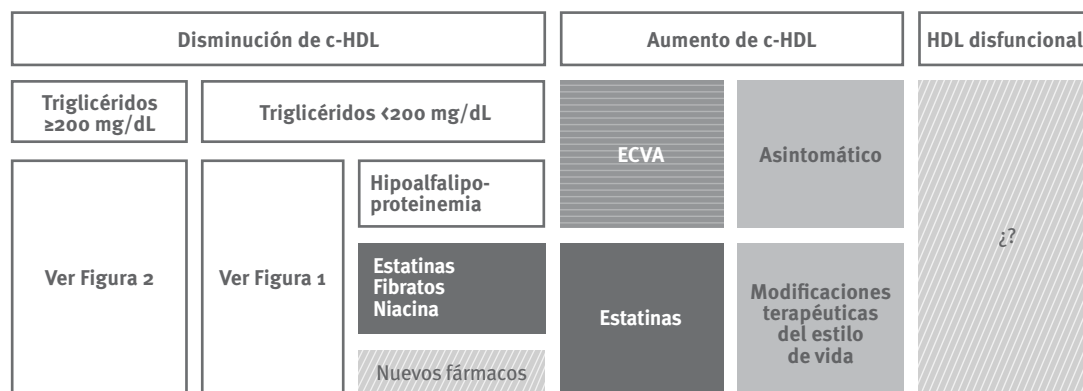 Disminución de c-HDL
Aumento de c-HDL
HDL disfuncional
Triglicéridos
≥200 mg/dL
Triglicéridos <200 mg/dL
ECVA
Asintomático
¿?
Hipoalfalipo-
proteinemia
Ver Figura 2
Ver Figura 1
Estatinas
Fibratos
Niacina
Nuevos fármacos
Estatinas
Modificaciones
terapéuticas
del estilo
de vida